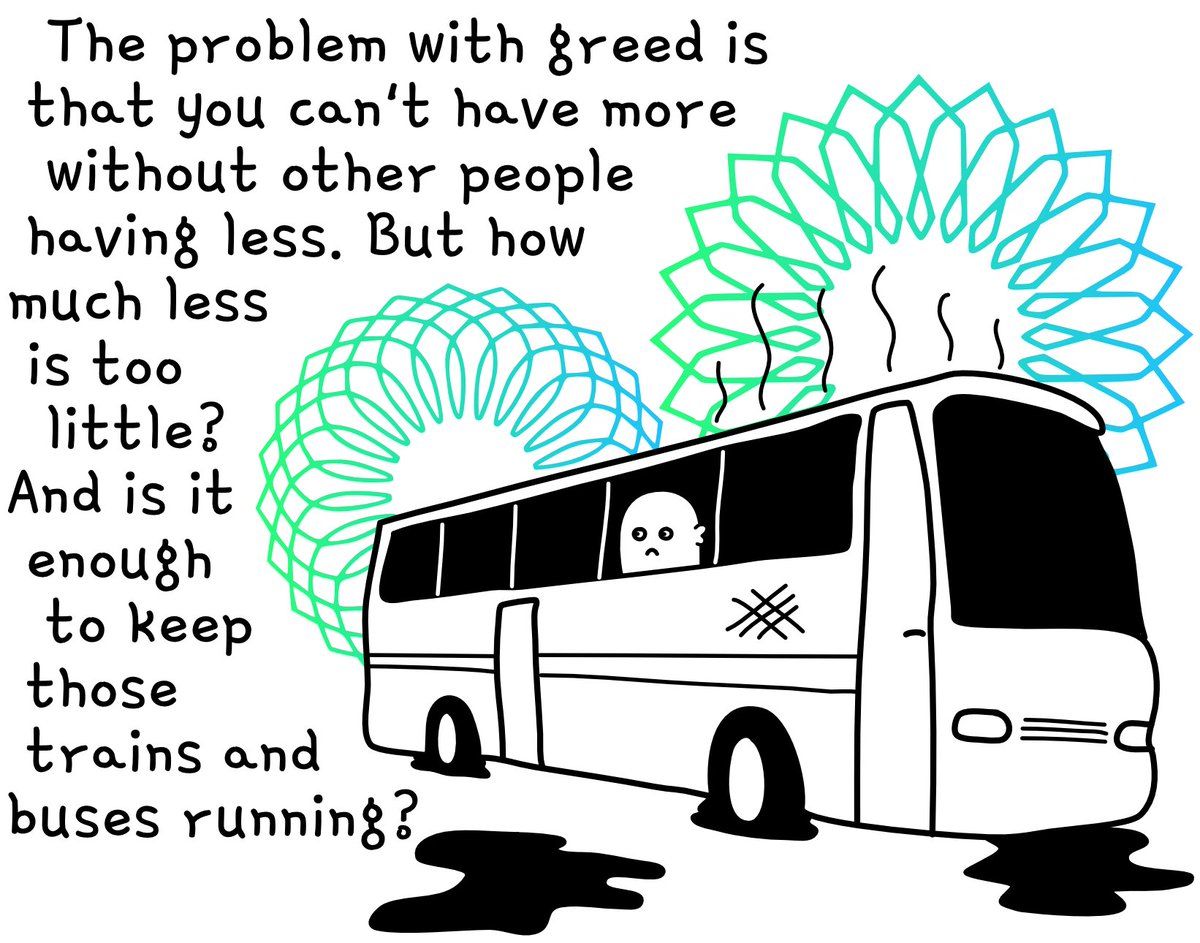 The problem with greed is
that you can't have more
without other people
having less. But how
much less
is too
little?
And is it
enough
to keep
those
trains and
buses running?